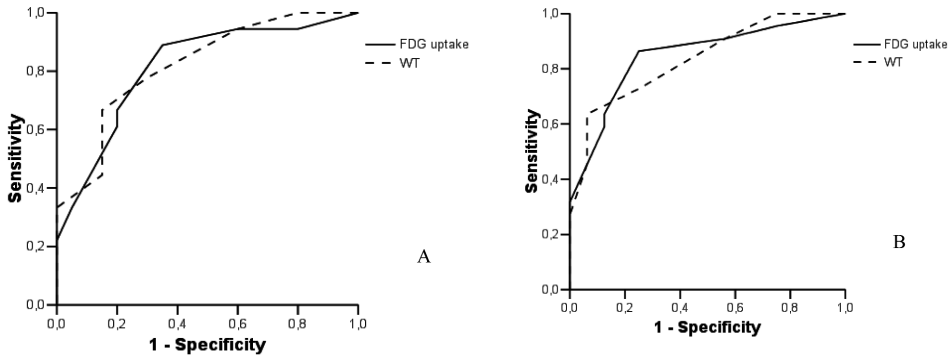 1,0
0,8
0,6
0,4
0,2
0,0
Sensitivity
0,0 0,2 0,4 0,6 0,8 1,0
1 - Specificity
FDG uptake
WT
A
1,0
0,8
0,6
0,4
0,2
0,0
Sensitivity
0,0 0,2 0,4 0,6 0,8 1,0
1 - Specificity
FDG uptake
WT
B